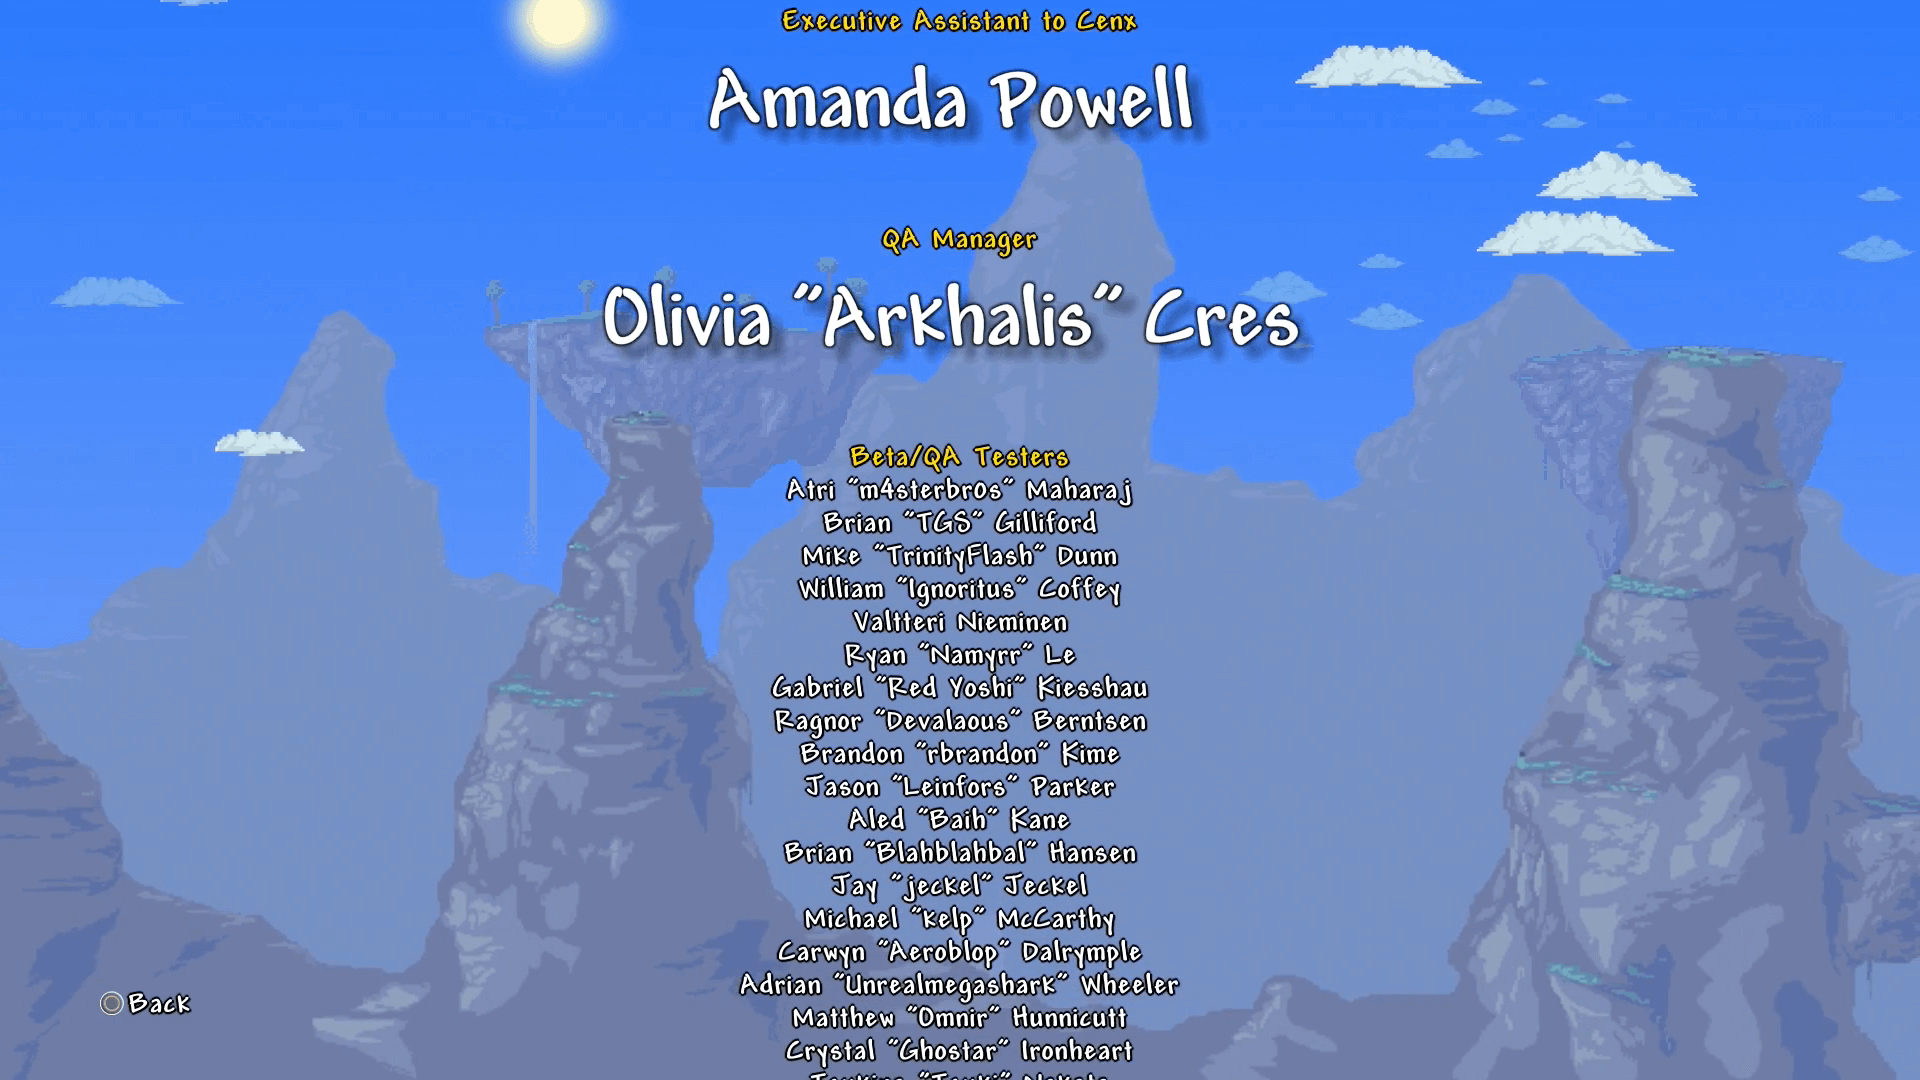 Executive Assistant to Cenx
Amanda Powell
QA Manager
Olivia "Arkhalis" Cres
Beta/QA Testers
Atri "m4sterbr0s" Maharaj
Brian "TGS" Gilliford
Mike "TrinityFlash" Dunn
William "Ignoritus" Coffey
Valtteri Nieminen
Ryan "Namyrr" Le
Gabriel "Red Yoshi" Kiesshau
Ragnor "Devalaous" Berntsen
Brandon "rbrandon" Kime
Jason "Leinfors" Parker
Aled "Baih" Kane
Brian "Blahblahbal" Hansen
Jay "jeckel" Jeckel
Michael "kelp" McCarthy
Carwyn "Aeroblop" Dalrymple
Adrian "Unrealmegashark" Wheeler
Back
Matthew "Omnir" Hunnicutt
Crystal "Ghostar" Ironheart